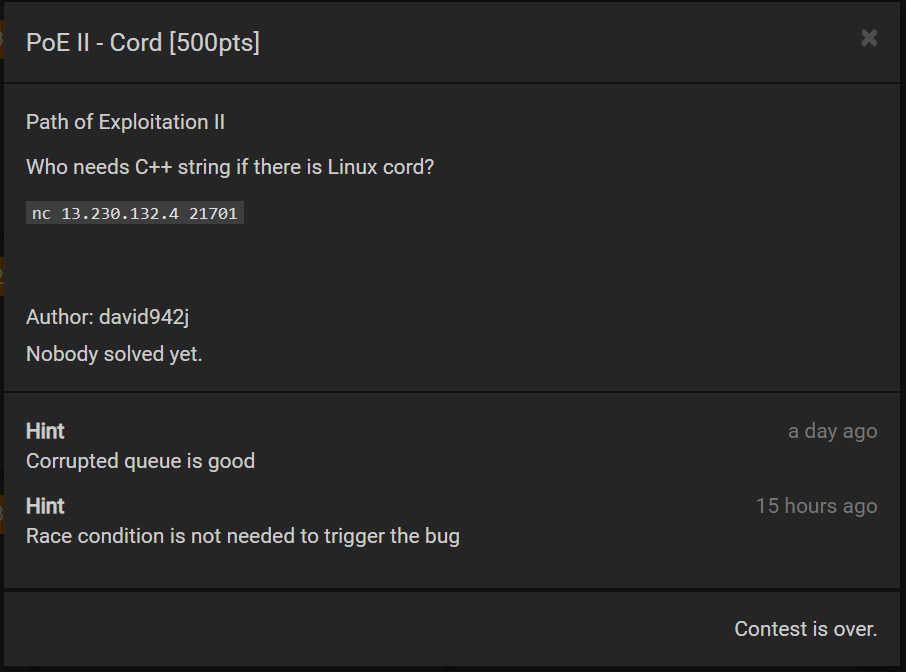 PoE II - Cord [500pts]
×
Path of Exploitation II
Who needs C++ string if there is Linux cord?
nc 13.230.132.4 21701
Author: david942j
Nobody solved yet.
Hint
a day ago
Corrupted queue is good
Hint
15 hours ago
Race condition is not needed to trigger the bug
Contest is over.